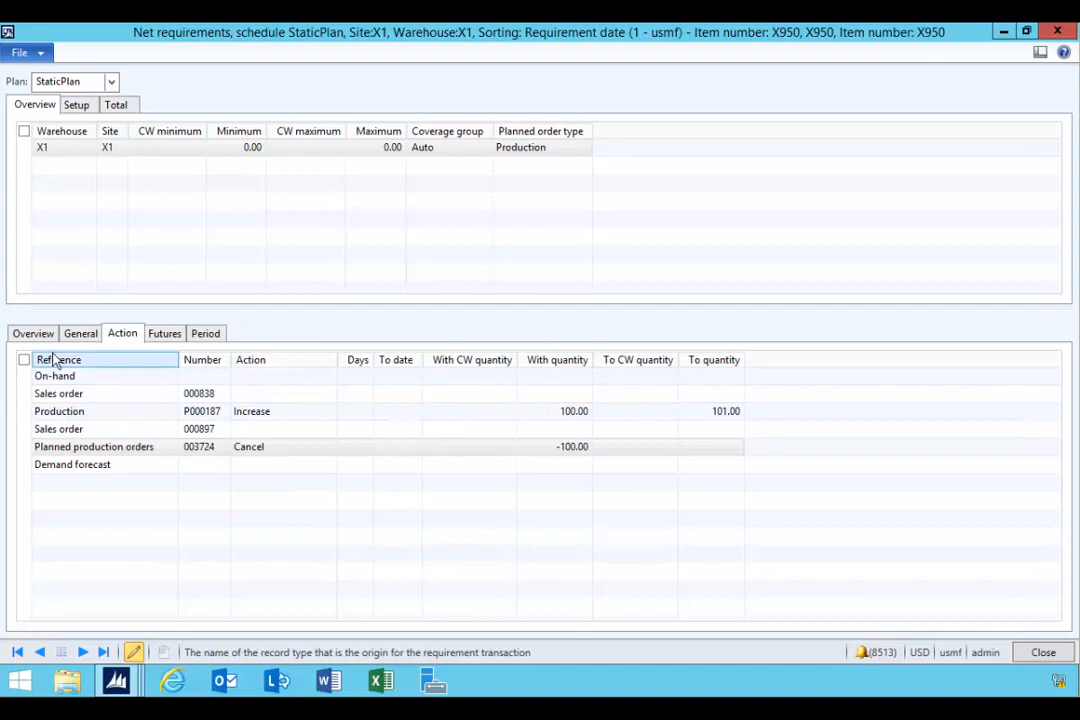 Net requirements, schedule StaticPlan, Site:X1, Warehouse:X1, Sorting: Requirement date (1 - usmf) - Item number: X950, X950, Item number: X950
File
Plan: StaticPlan
Overview Setup Total
Warehouse Site CW minimum Minimum CW maximum Maximum Coverage group Planned order type
X1 X1 0.00 0.00 Auto Production
Overview General Action Futures Period
Reference Number Action Days To date With CW quantity With quantity To CW quantity To quantity
On-hand
Sales order 000838
Production P000187 Increase 100.00 101.00
Sales order 000897
Planned production orders 003724 Cancel -100.00
Demand forecast
The name of the record type that is the origin for the requirement transaction (8513) USD usmf admin Close